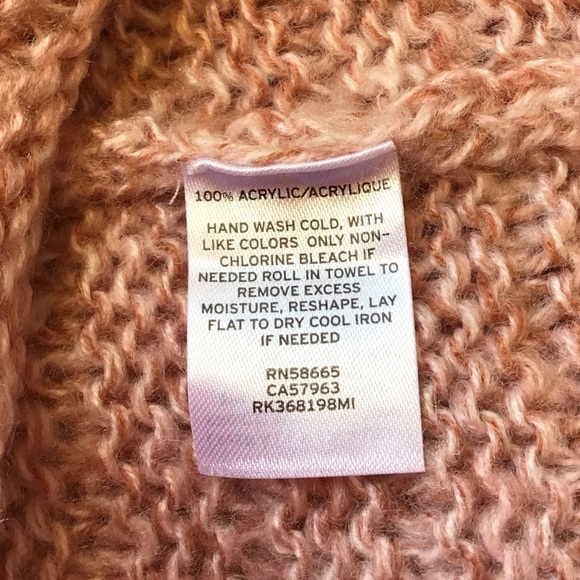 100% ACRYLIC/ACRYLIQUE
HAND WASH COLD, WITH
LIKE COLORS ONLY NON-
CHLORINE BLEACH IF
NEEDED ROLL IN TOWEL TO
REMOVE EXCESS
MOISTURE, RESHAPE, LAY
FLAT TO DRY COOL IRON
IF NEEDED
RN58665
CA57963
RK368198MI